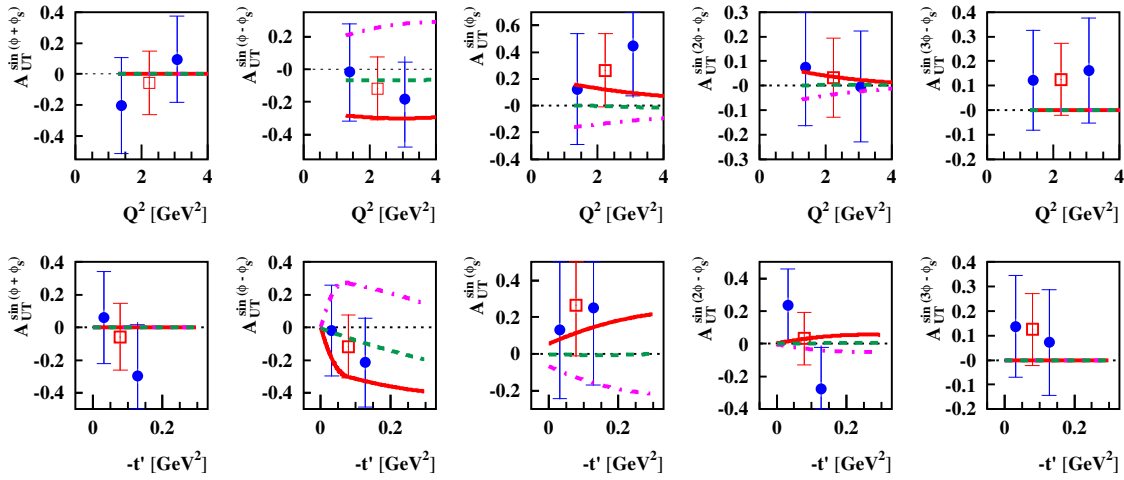 A UT sin (φ + φs)
0.4
0.2
0
-0.2
-0.4
0 2 4
Q2 [GeV2]
A UT sin (φ - φs)
0.2
-0
-0.2
-0.4
0 2 4
Q2 [GeV2]
A UT sin (φs)
0.6
0.4
0.2
-0
-0.2
-0.4
0 2 4
Q2 [GeV2]
A UT sin (2φ - φs)
0.3
0.2
0.1
-0
-0.1
-0.2
-0.3
0 2 4
Q2 [GeV2]
A UT sin (3φ - φs)
0.4
0.3
0.2
0.1
-0
-0.1
-0.2
0 2 4
Q2 [GeV2]
A UT sin (φ + φs)
0.4
0.2
0
-0.2
-0.4
0 0.2
-t' [GeV2]
A UT sin (φ - φs)
0.4
0.2
0
-0.2
-0.4
0 0.2
-t' [GeV2]
A UT sin (φs)
0.4
0.2
0
-0.2
0 0.2
-t' [GeV2]
A UT sin (2φ - φs)
0.4
0.2
0
-0.2
-0.4
0 0.2
-t' [GeV2]
A UT sin (3φ - φs)
0.4
0.3
0.2
0.1
-0
-0.1
-0.2
0 0.2
-t' [GeV2]